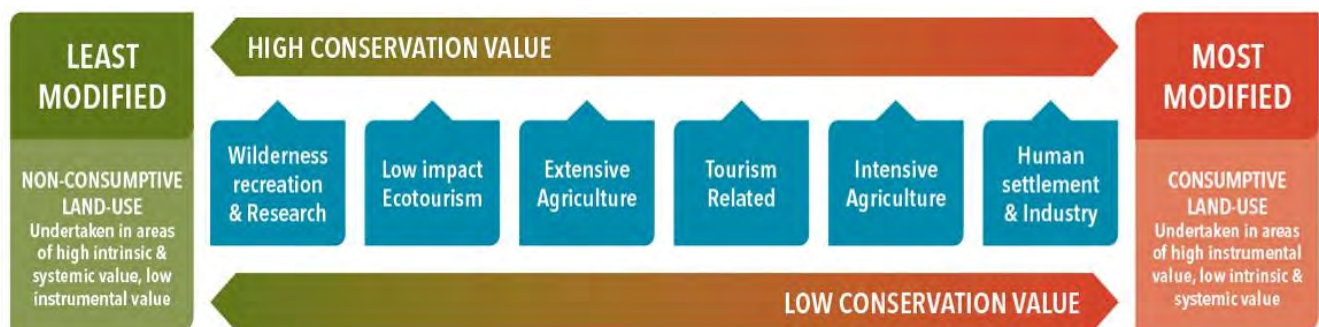 LEAST
MODIFIED
NON-CONSUMPTIVE
LAND-USE
Undertaken in areas
of high intrinsic &
systemic value, low
instrumental value
HIGH CONSERVATION VALUE
Wilderness
recreation
& Research
Low impact
Ecotourism
Extensive
Agriculture
Tourism
Related
Intensive
Agriculture
Human
settlement
& Industry
LOW CONSERVATION VALUE
MOST
MODIFIED
CONSUMPTIVE
LAND-USE
Undertaken in areas
of high instrumental
value, low intrinsic &
systemic value